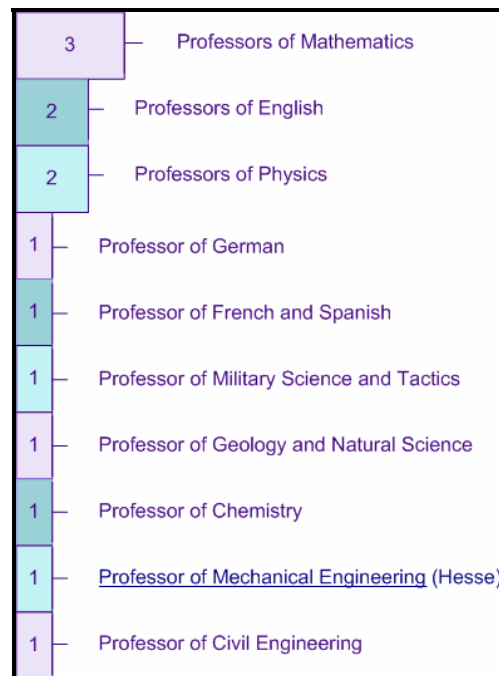 3 Professors of Mathematics
2 Professors of English
2 Professors of Physics
1 Professor of German
1 Professor of French and Spanish
1 Professor of Military Science and Tactics
1 Professor of Geology and Natural Science
1 Professor of Chemistry
1 Professor of Mechanical Engineering (Hesse)
1 Professor of Civil Engineering